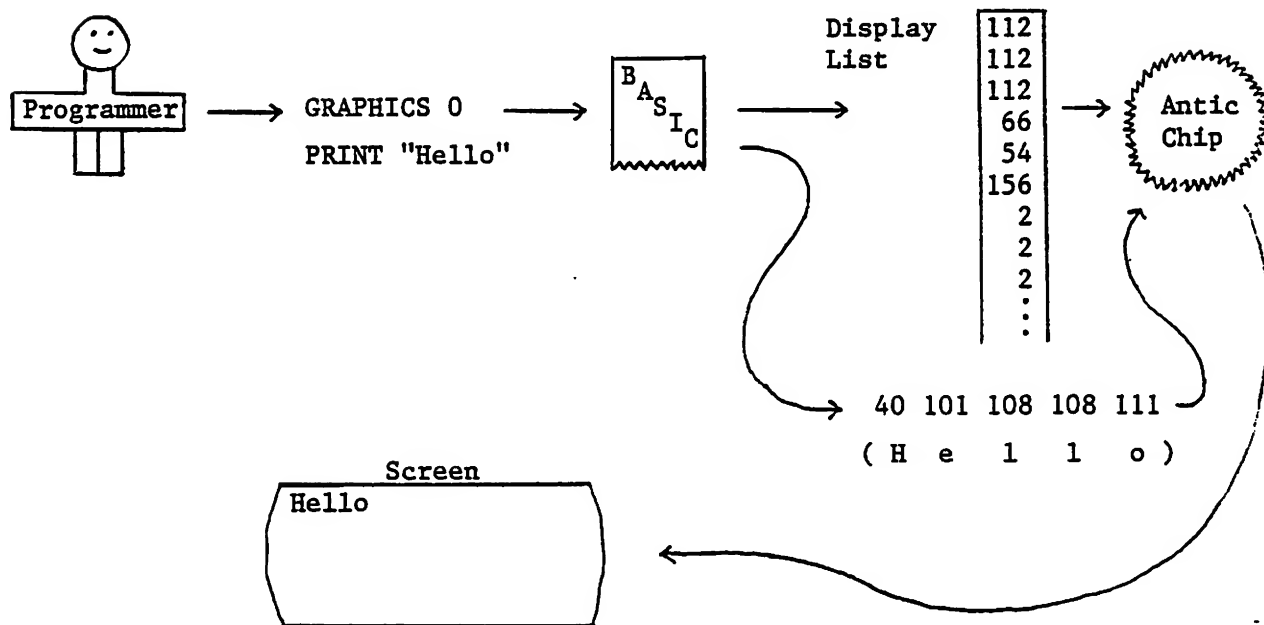 Programmer
GRAPHICS 0
PRINT "Hello"
BASIC
Display
List
112
112
112
66
54
156
2
2
2
.
.
.
Antic
Chip
40 101 108 108 111
( H e l l o )
Screen
Hello